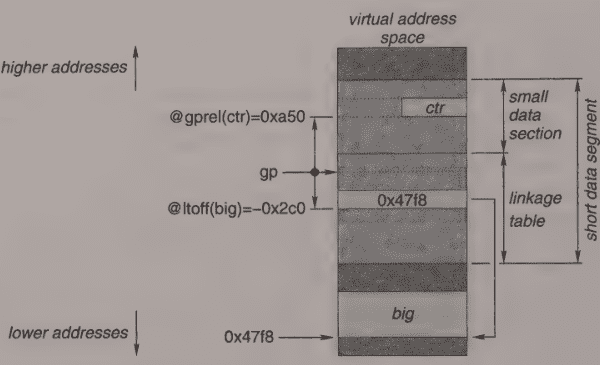 virtual address
space
higher addresses
small
data
section
ctr
@gprel(ctr)=0xa50
short data segment
gp
0x47f8
@ltoff(big)=−0x2c0
linkage
table
big
lower addresses
0x47f8